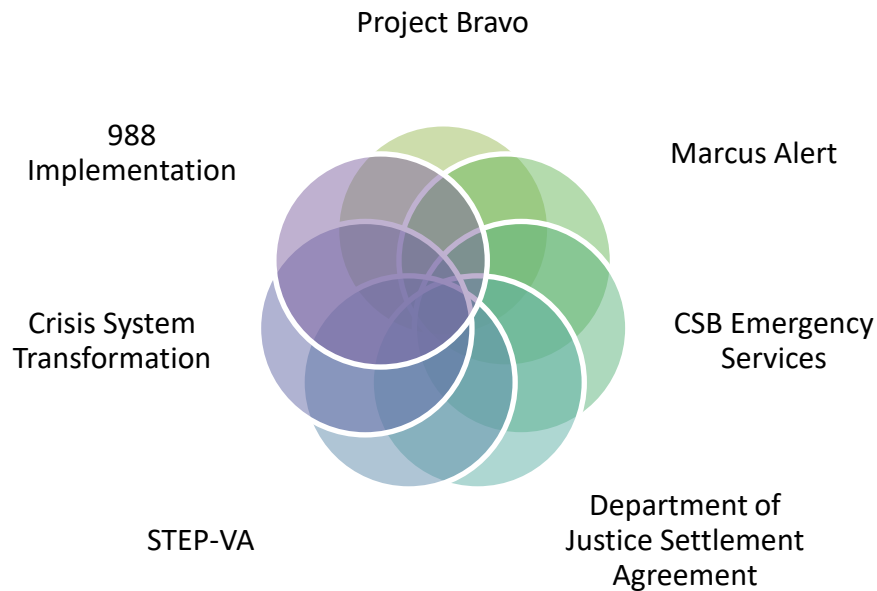 Project Bravo
988
Implementation
Marcus Alert
Crisis System
Transformation
CSB Emergency
Services
STEP-VA
Department of
Justice Settlement
Agreement